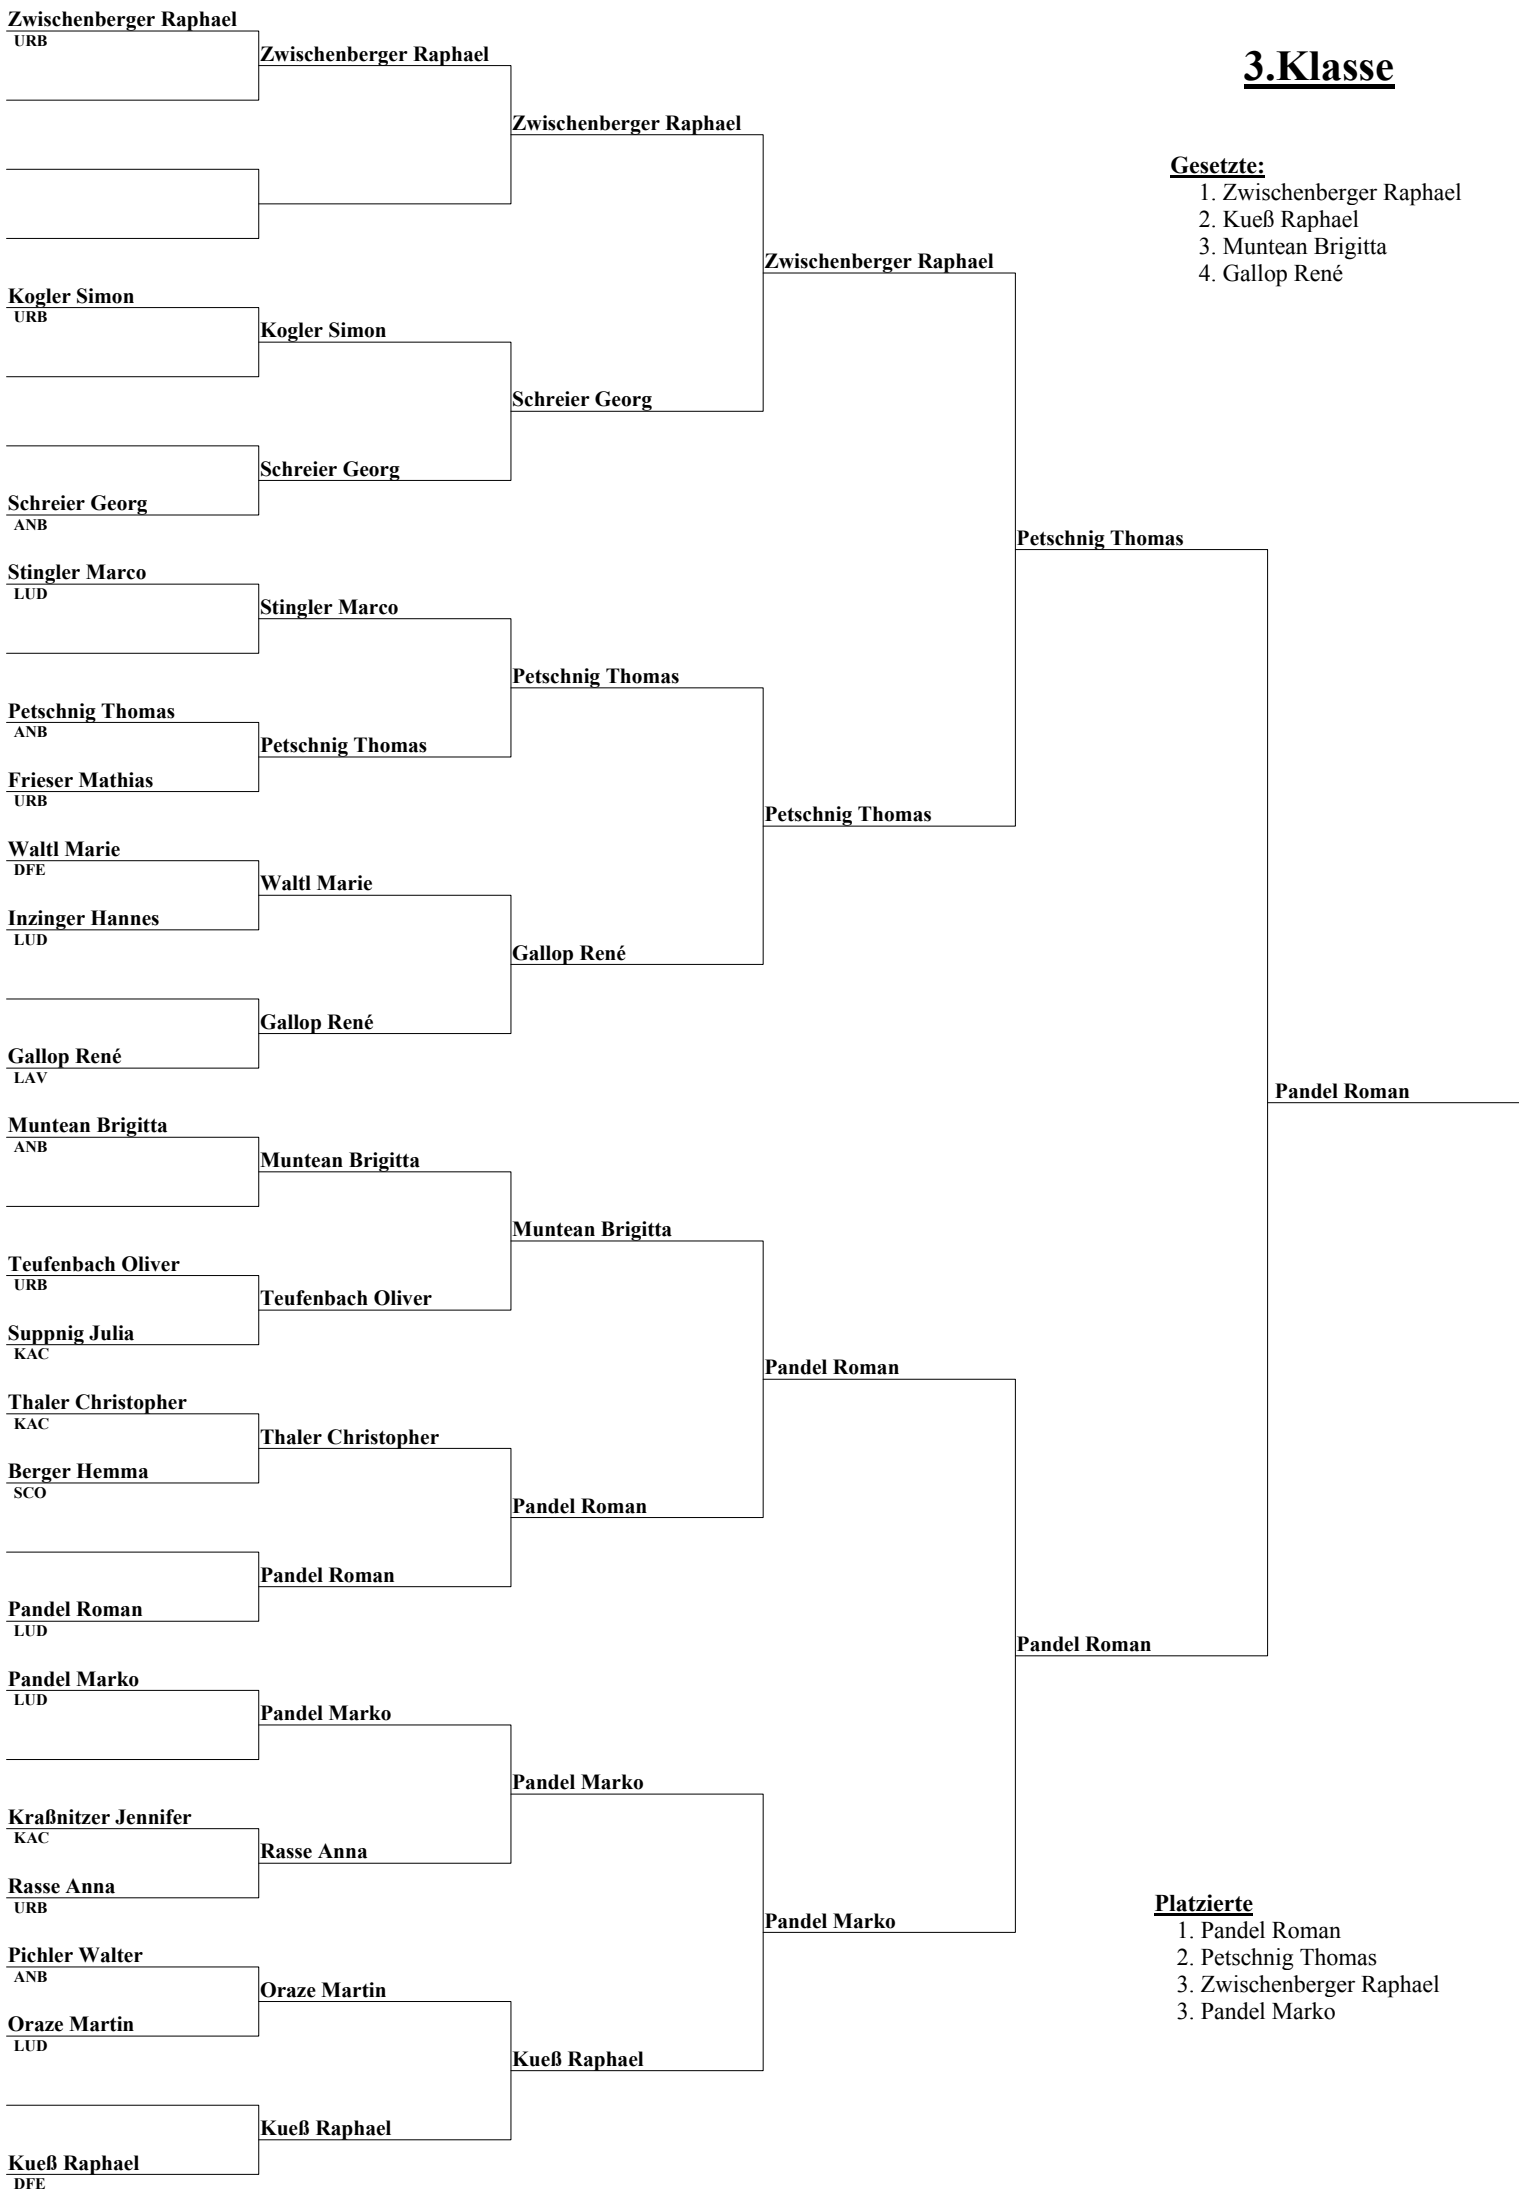 3.Klasse
Gesetzte:
1. Zwischenberger Raphael
2. Kueß Raphael
3. Muntean Brigitta
4. Gallop René
Zwischenberger Raphael
URB
Kogler Simon
URB
Schreier Georg
ANB
Stingler Marco
LUD
Petschnig Thomas
ANB
Frieser Mathias
URB
Waltl Marie
DFE
Inzinger Hannes
LUD
Gallop René
LAV
Muntean Brigitta
ANB
Teufenbach Oliver
URB
Suppnig Julia
KAC
Thaler Christopher
KAC
Berger Hemma
SCO
Pandel Roman
LUD
Pandel Marko
LUD
Kraßnitzer Jennifer
KAC
Rasse Anna
URB
Pichler Walter
ANB
Oraze Martin
LUD
Kueß Raphael
DFE
Zwischenberger Raphael
Kogler Simon
Schreier Georg
Stingler Marco
Petschnig Thomas
Waltl Marie
Gallop René
Muntean Brigitta
Teufenbach Oliver
Thaler Christopher
Pandel Roman
Pandel Marko
Rasse Anna
Oraze Martin
Kueß Raphael
Zwischenberger Raphael
Schreier Georg
Petschnig Thomas
Gallop René
Muntean Brigitta
Pandel Roman
Pandel Marko
Kueß Raphael
Zwischenberger Raphael
Petschnig Thomas
Pandel Roman
Pandel Marko
Petschnig Thomas
Pandel Roman
Pandel Roman
Platzierte
1. Pandel Roman
2. Petschnig Thomas
3. Zwischenberger Raphael
3. Pandel Marko